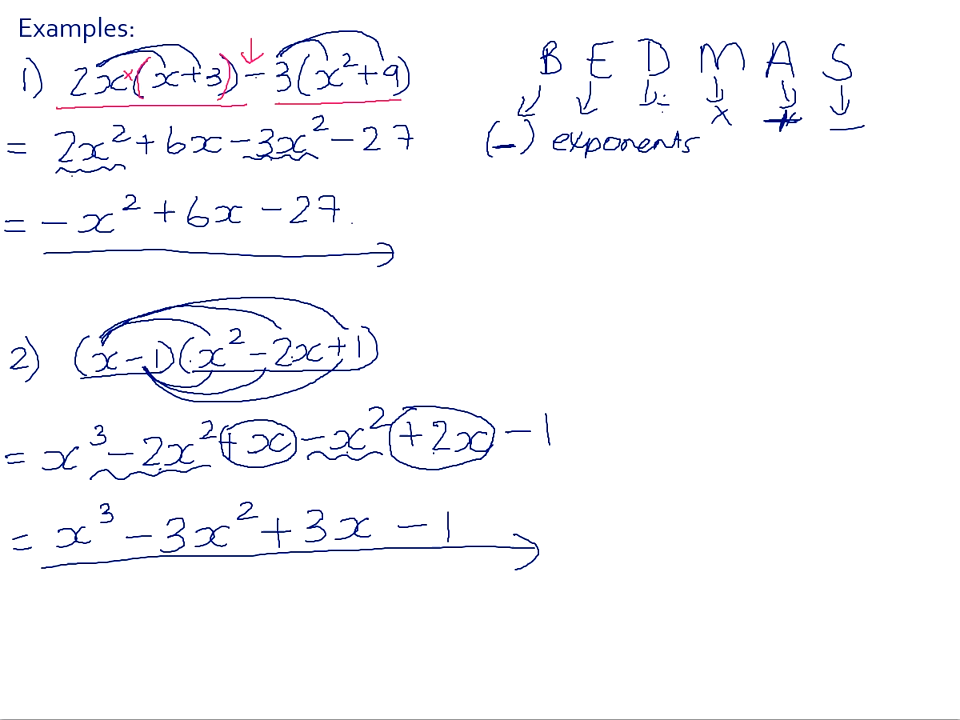 Examples:
1) 2x×(x+3) - 3(x²+9)
= 2x² + 6x - 3x² - 27
= -x² + 6x - 27.
B E D M A S
(-) exponents ÷ × + -
2) (x-1)(x²-2x+1)
= x³ - 2x² + x - x² + 2x - 1
= x³ - 3x² + 3x - 1